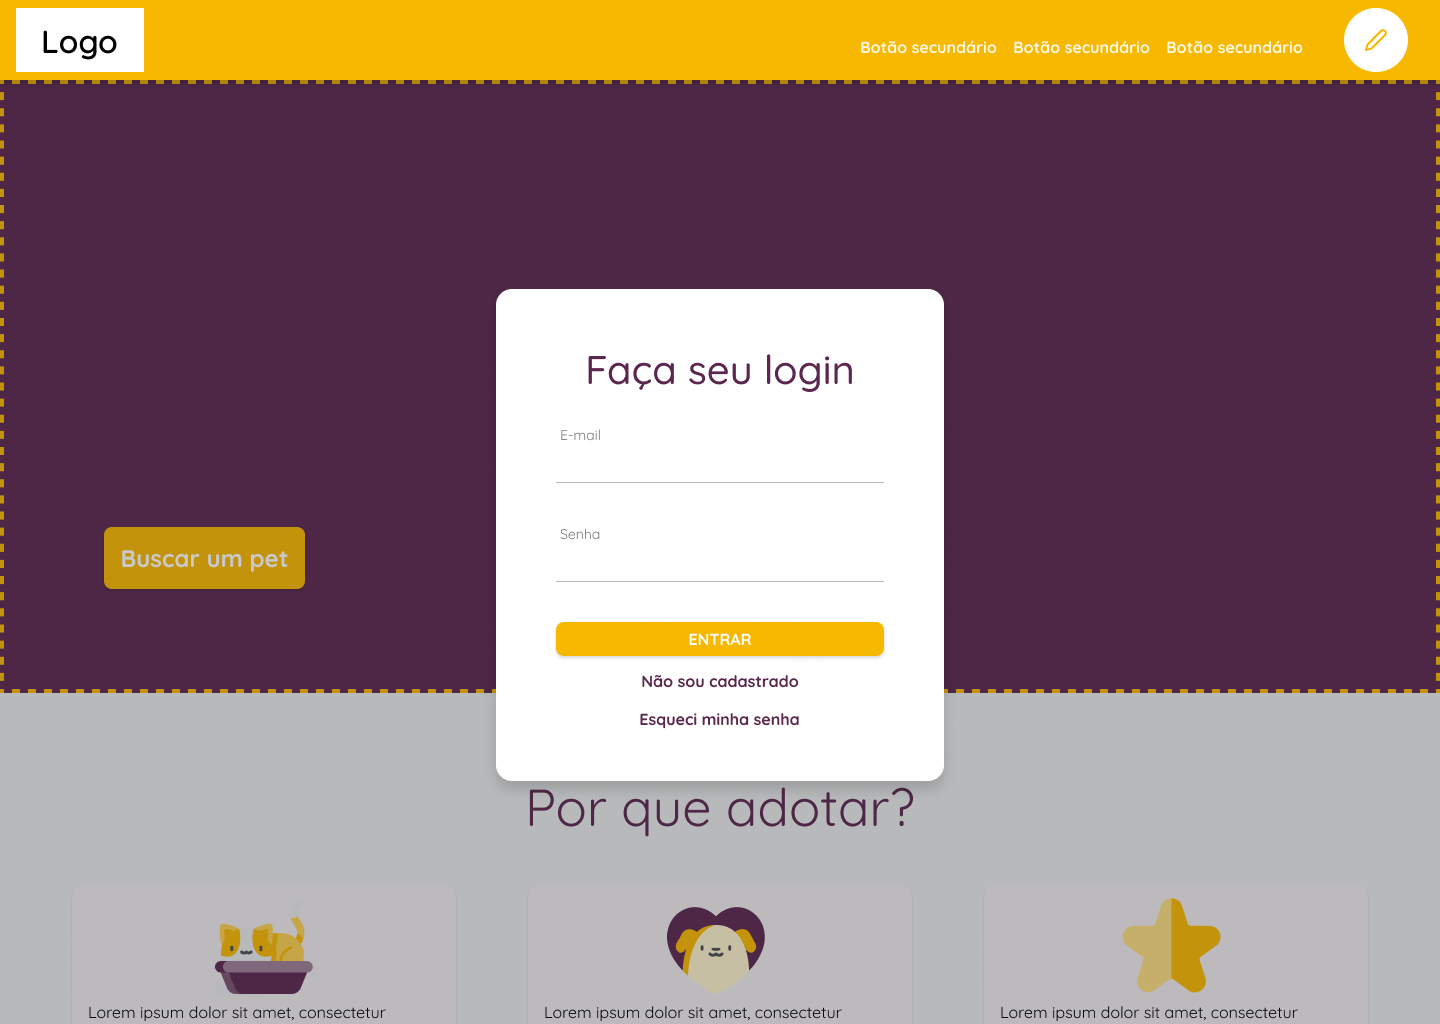 Logo
Botão secundário Botão secundário Botão secundário
Faça seu login
E-mail
Senha
Buscar um pet
ENTRAR
Não sou cadastrado
Esqueci minha senha
Por que adotar?
Lorem ipsum dolor sit amet, consectetur
Lorem ipsum dolor sit amet, consectetur
Lorem ipsum dolor sit amet, consectetur